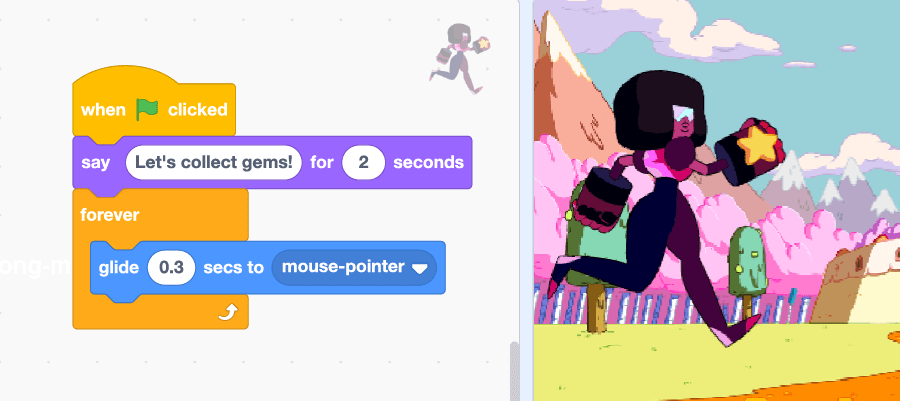 when clicked
say Let's collect gems! for 2 seconds
forever
glide 0.3 secs to mouse-pointer